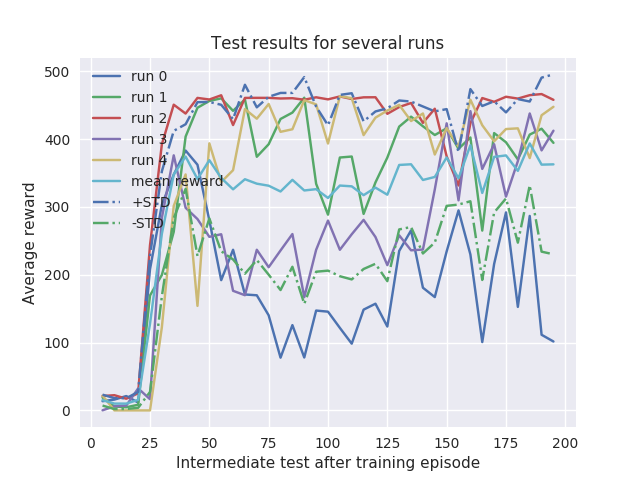 Test results for several runs
500
400
300
200
100
0
Average reward
run 0
run 1
run 2
run 3
run 4
mean reward
+STD
-STD
0 25 50 75 100 125 150 175 200
Intermediate test after training episode